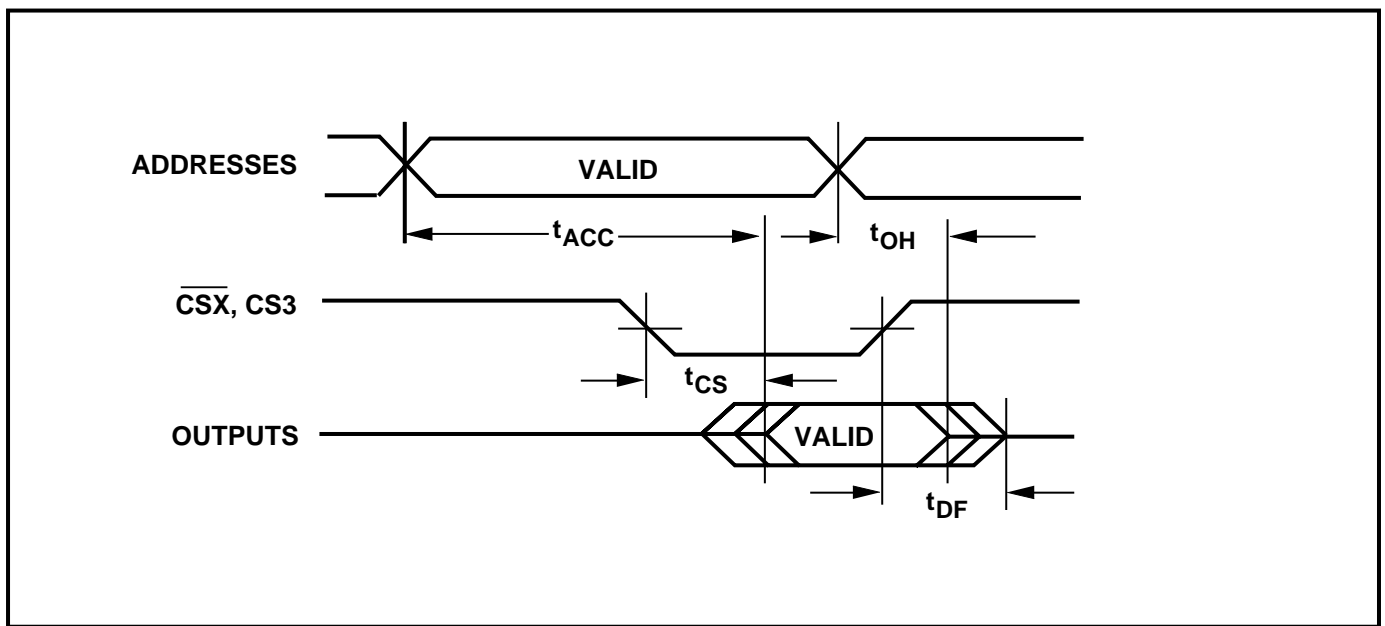 ADDRESSES
VALID
tACC
tOH
CSX, CS3
tCS
OUTPUTS
VALID
tDF